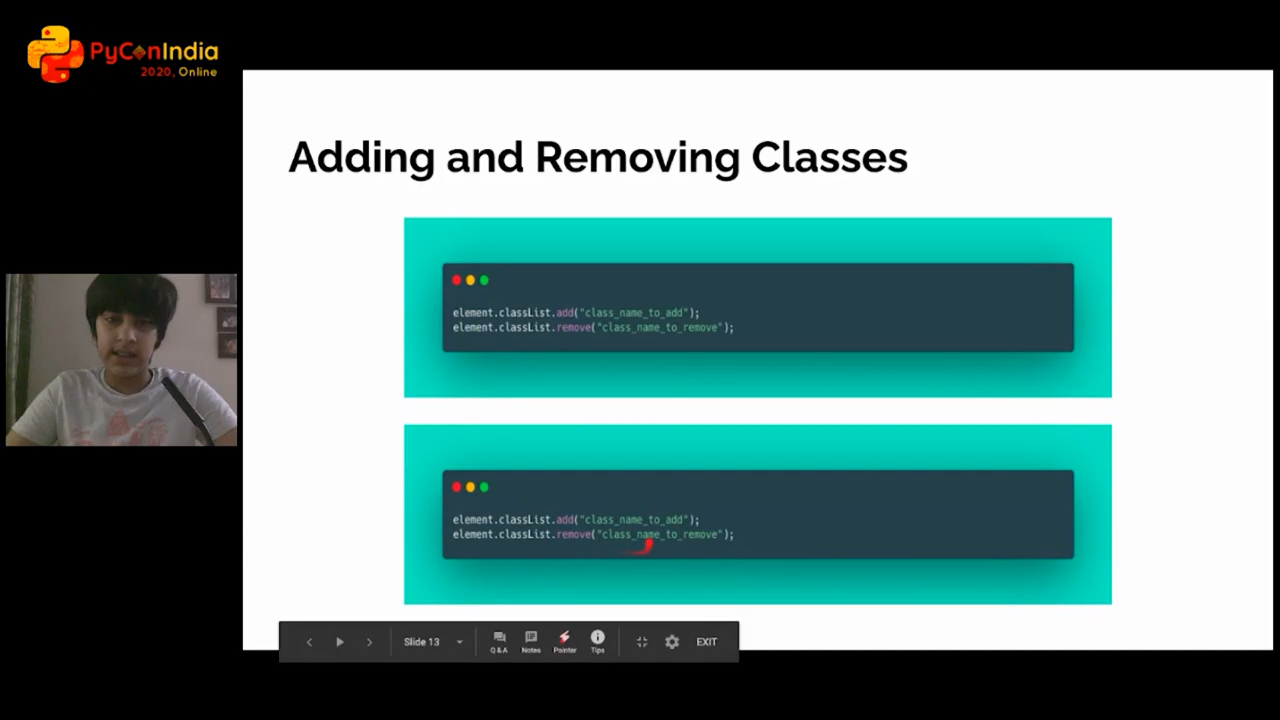 PyConIndia
2020, Online
Adding and Removing Classes
element.classList.add("class_name_to_add");
element.classList.remove("class_name_to_remove");
element.classList.add("class_name_to_add");
element.classList.remove("class_name_to_remove");
Slide 13
Q&A
Notes
Pointer
Tips
EXIT